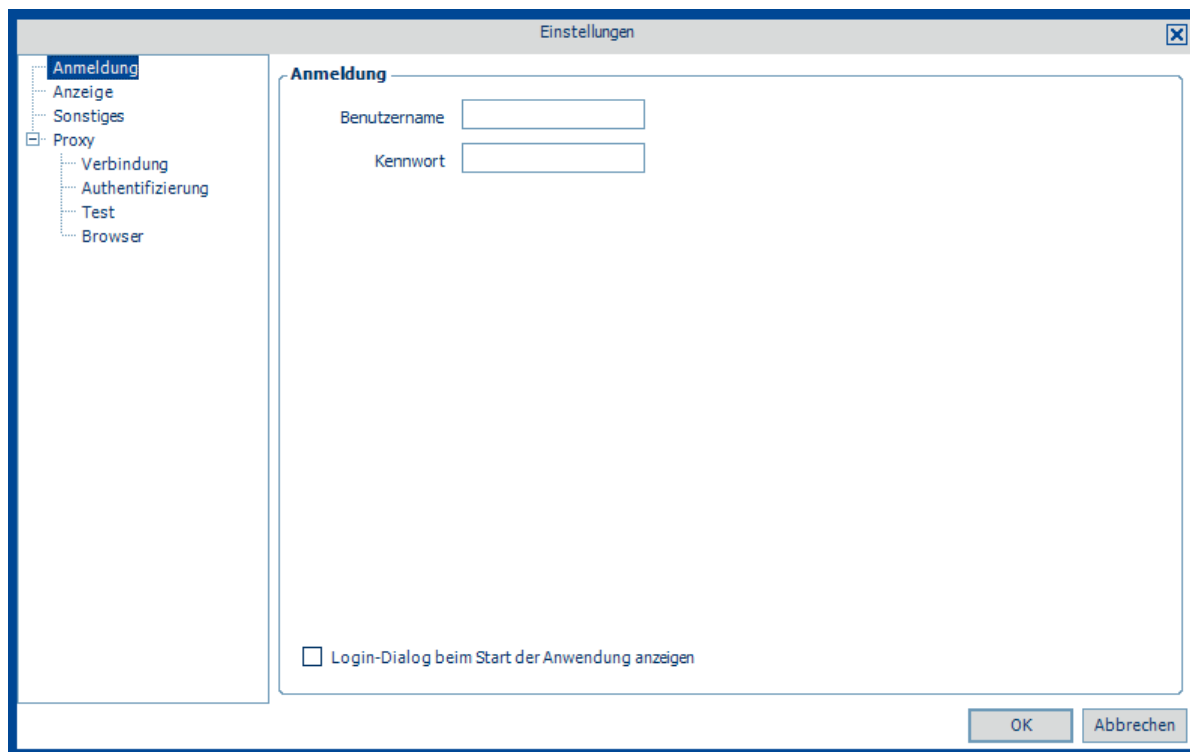 Einstellungen
Anmeldung
Anzeige
Sonstiges
Proxy
Verbindung
Authentifizierung
Test
Browser
Anmeldung
Benutzername
Kennwort
Login-Dialog beim Start der Anwendung anzeigen
OK
Abbrechen